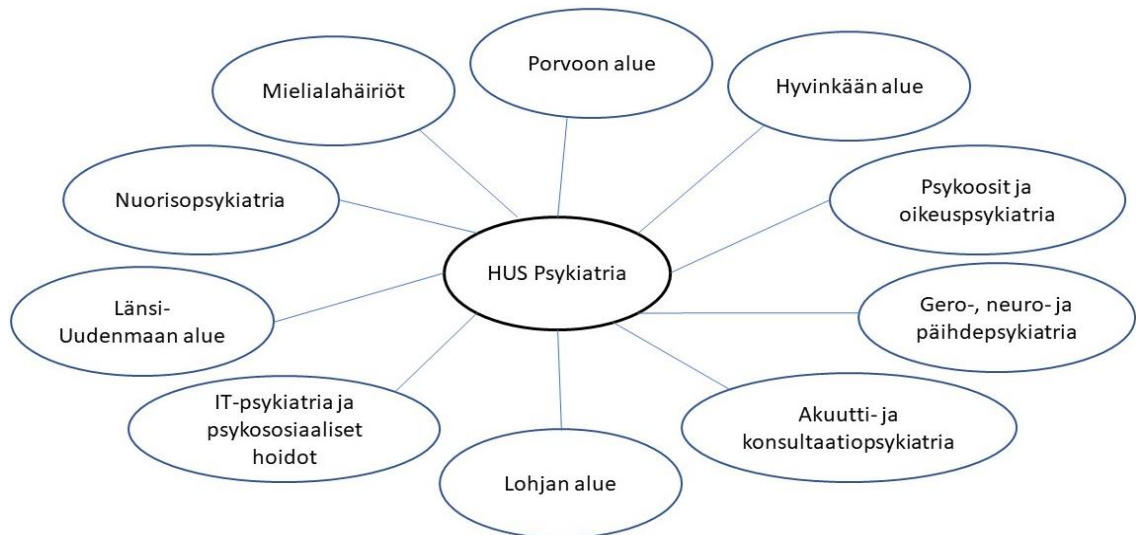 Porvoon alue
Mielialahäiriöt
Hyvinkään alue
Nuorisopsykiatria
Psykoosit ja
oikeuspsykiatria
HUS Psykiatria
Länsi-
Uudenmaan alue
Gero-, neuro- ja
päihdepsykiatria
IT-psykiatria ja
psykososiaaliset
hoidot
Akuutti- ja
konsultaatiopsykiatria
Lohjan alue